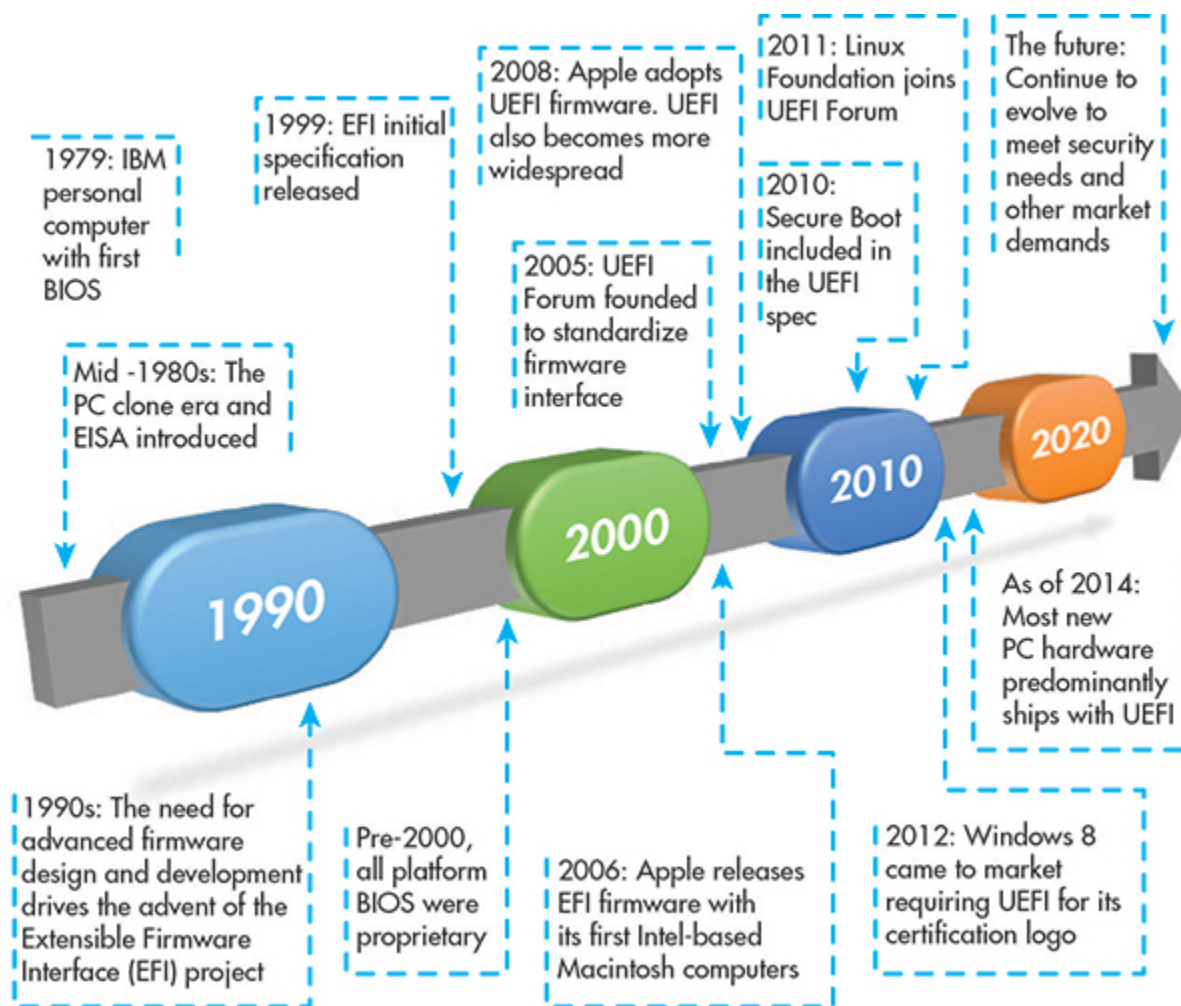 1979: IBM
personal
computer
with first
BIOS
Mid -1980s: The
PC clone era and
EISA introduced
1999: EFI initial
specification
released
2008: Apple adopts
UEFI firmware. UEFI
also becomes more
widespread
2005: UEFI
Forum founded
to standardize
firmware
interface
2011: Linux
Foundation joins
UEFI Forum
2010:
Secure Boot
included in
the UEFI
spec
The future:
Continue to
evolve to
meet security
needs and
other market
demands
1990
2000
2010
2020
1990s: The need for
advanced firmware
design and development
drives the advent of the
Extensible Firmware
Interface (EFI) project
Pre-2000,
all platform
BIOS were
proprietary
2006: Apple releases
EFI firmware with
its first Intel-based
Macintosh computers
2012: Windows 8
came to market
requiring UEFI for its
certification logo
As of 2014:
Most new
PC hardware
predominantly
ships with UEFI